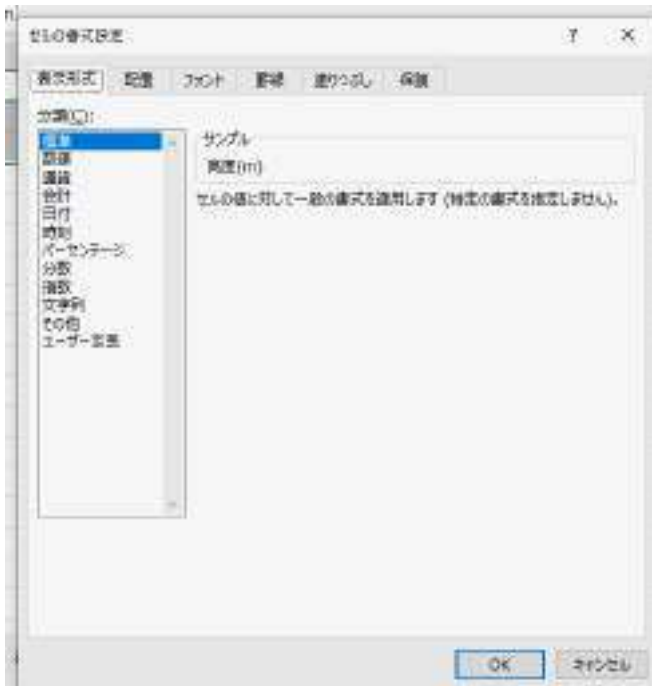 セルの書式設定
? ×
表示形式 配置 フォント 罫線 塗りつぶし 保護
分類(C):
標準
数値
通貨
会計
日付
時刻
パーセンテージ
分数
指数
文字列
その他
ユーザー定義
サンプル
高度(m)
セルの値に対して一般の書式を適用します (特定の書式を指定しません)。
OK キャンセル